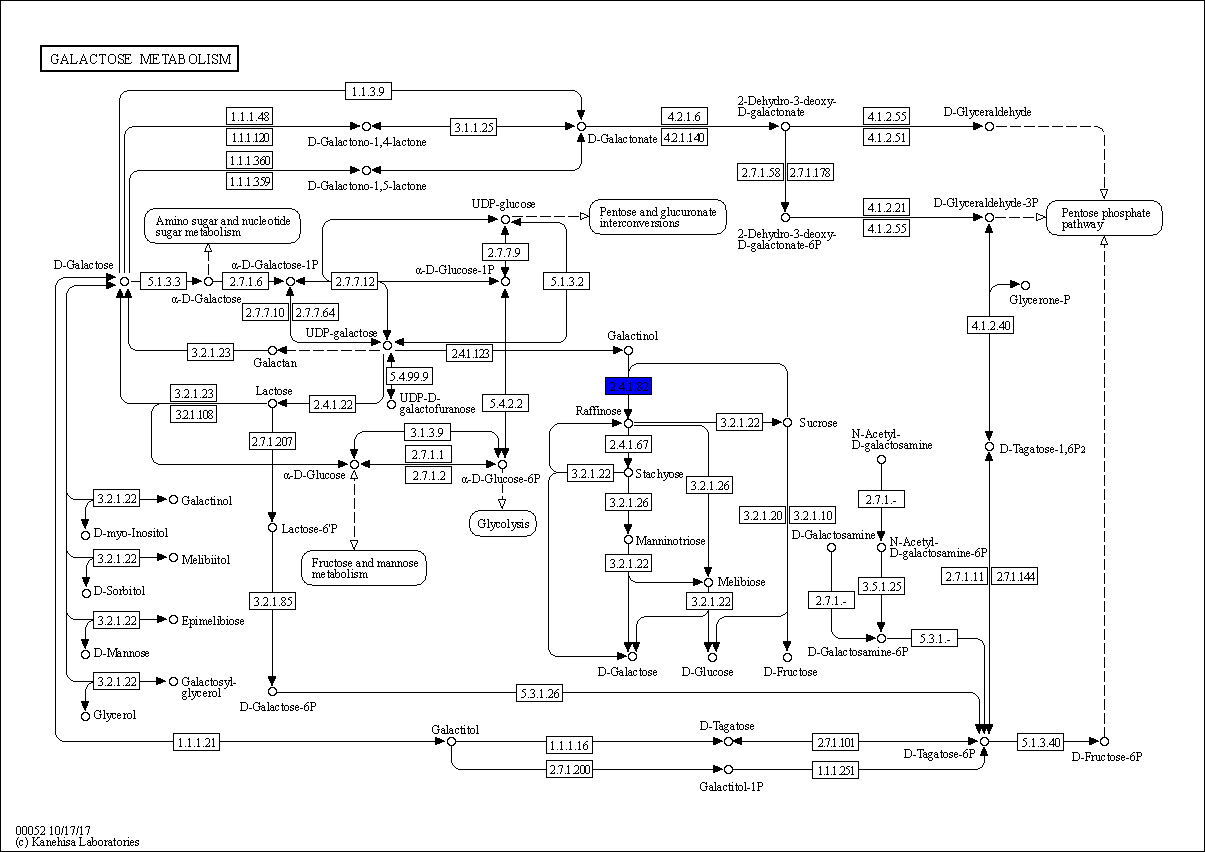 GALACTOSE METABOLISM
1.1.3.9
1.1.1.48
1.1.1.120
D-Galactono-1,4-lactone
3.1.1.25
D-Galactonate
4.2.1.6
4.2.1.140
2-Dehydro-3-deoxy-
D-galactonate
4.1.2.55
4.1.2.51
D-Glyceraldehyde
1.1.1.360
1.1.1.359
D-Galactono-1,5-lactone
2.7.1.58
2.7.1.178
UDP-glucose
Amino sugar and nucleotide
sugar metabolism
Pentose and glucuronate
interconversions
2-Dehydro-3-deoxy-
D-galactonate-6P
4.1.2.21
4.1.2.55
D-Glyceraldehyde-3P
Pentose phosphate
pathway
2.7.7.9
D-Galactose
5.1.3.3
α-D-Galactose
2.7.1.6
α-D-Galactose-1P
2.7.7.12
α-D-Glucose-1P
5.1.3.2
Glycerone-P
2.7.7.10
2.7.7.64
UDP-galactose
4.1.2.40
3.2.1.23
Galactan
2.4.1.123
Galactinol
5.4.99.9
3.2.1.23
3.2.1.108
Lactose
2.4.1.22
UDP-D-
galactofuranose
5.4.2.2
Raffinose
3.2.1.22
Sucrose
2.7.1.207
3.1.3.9
2.7.1.1
2.7.1.2
α-D-Glucose
α-D-Glucose-6P
2.4.1.67
N-Acetyl-
D-galactosamine
D-Tagatose-1,6P2
3.2.1.22
Stachyose
3.2.1.26
3.2.1.26
2.7.1.-
3.2.1.22
Galactinol
D-myo-Inositol
Lactose-6'P
Glycolysis
3.2.1.20
3.2.1.10
Manninotriose
D-Galactosamine
N-Acetyl-
D-galactosamine-6P
3.2.1.22
Melibiitol
D-Sorbitol
Fructose and mannose
metabolism
3.2.1.22
Melibiose
3.5.1.25
2.7.1.11
2.7.1.144
3.2.1.85
3.2.1.22
2.7.1.-
3.2.1.22
Epimelibiose
D-Mannose
5.3.1.-
D-Galactosamine-6P
D-Galactose
D-Glucose
D-Fructose
3.2.1.22
Galactosyl-
glycerol
Glycerol
D-Galactose-6P
5.3.1.26
1.1.1.21
Galactitol
1.1.1.16
D-Tagatose
2.7.1.101
D-Tagatose-6P
5.1.3.40
D-Fructose-6P
2.7.1.200
Galactitol-1P
1.1.1.251
00052 10/17/17
(c) Kanehisa Laboratories